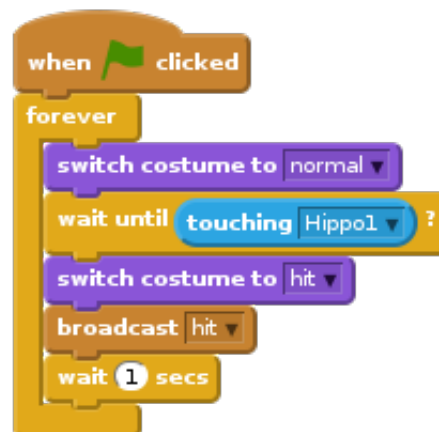 when clicked
forever
switch costume to normal
wait until touching Hippo1 ?
switch costume to hit
broadcast hit
wait 1 secs